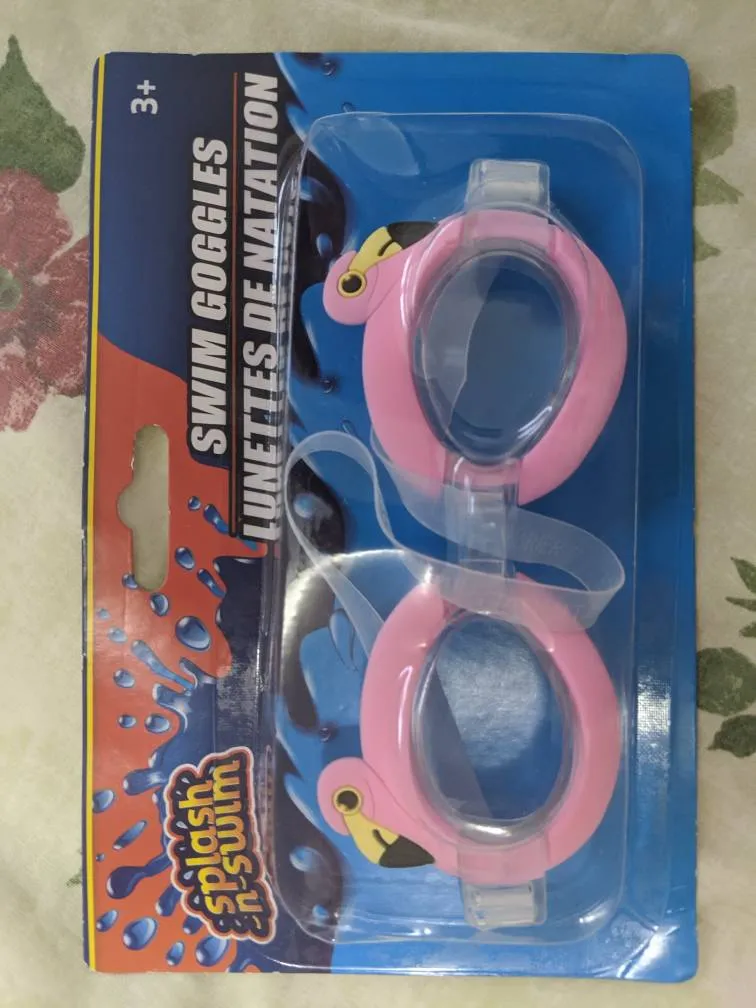 splash
n-swim
SWIM GOGGLES
LUNETTES DE NATATION
3+